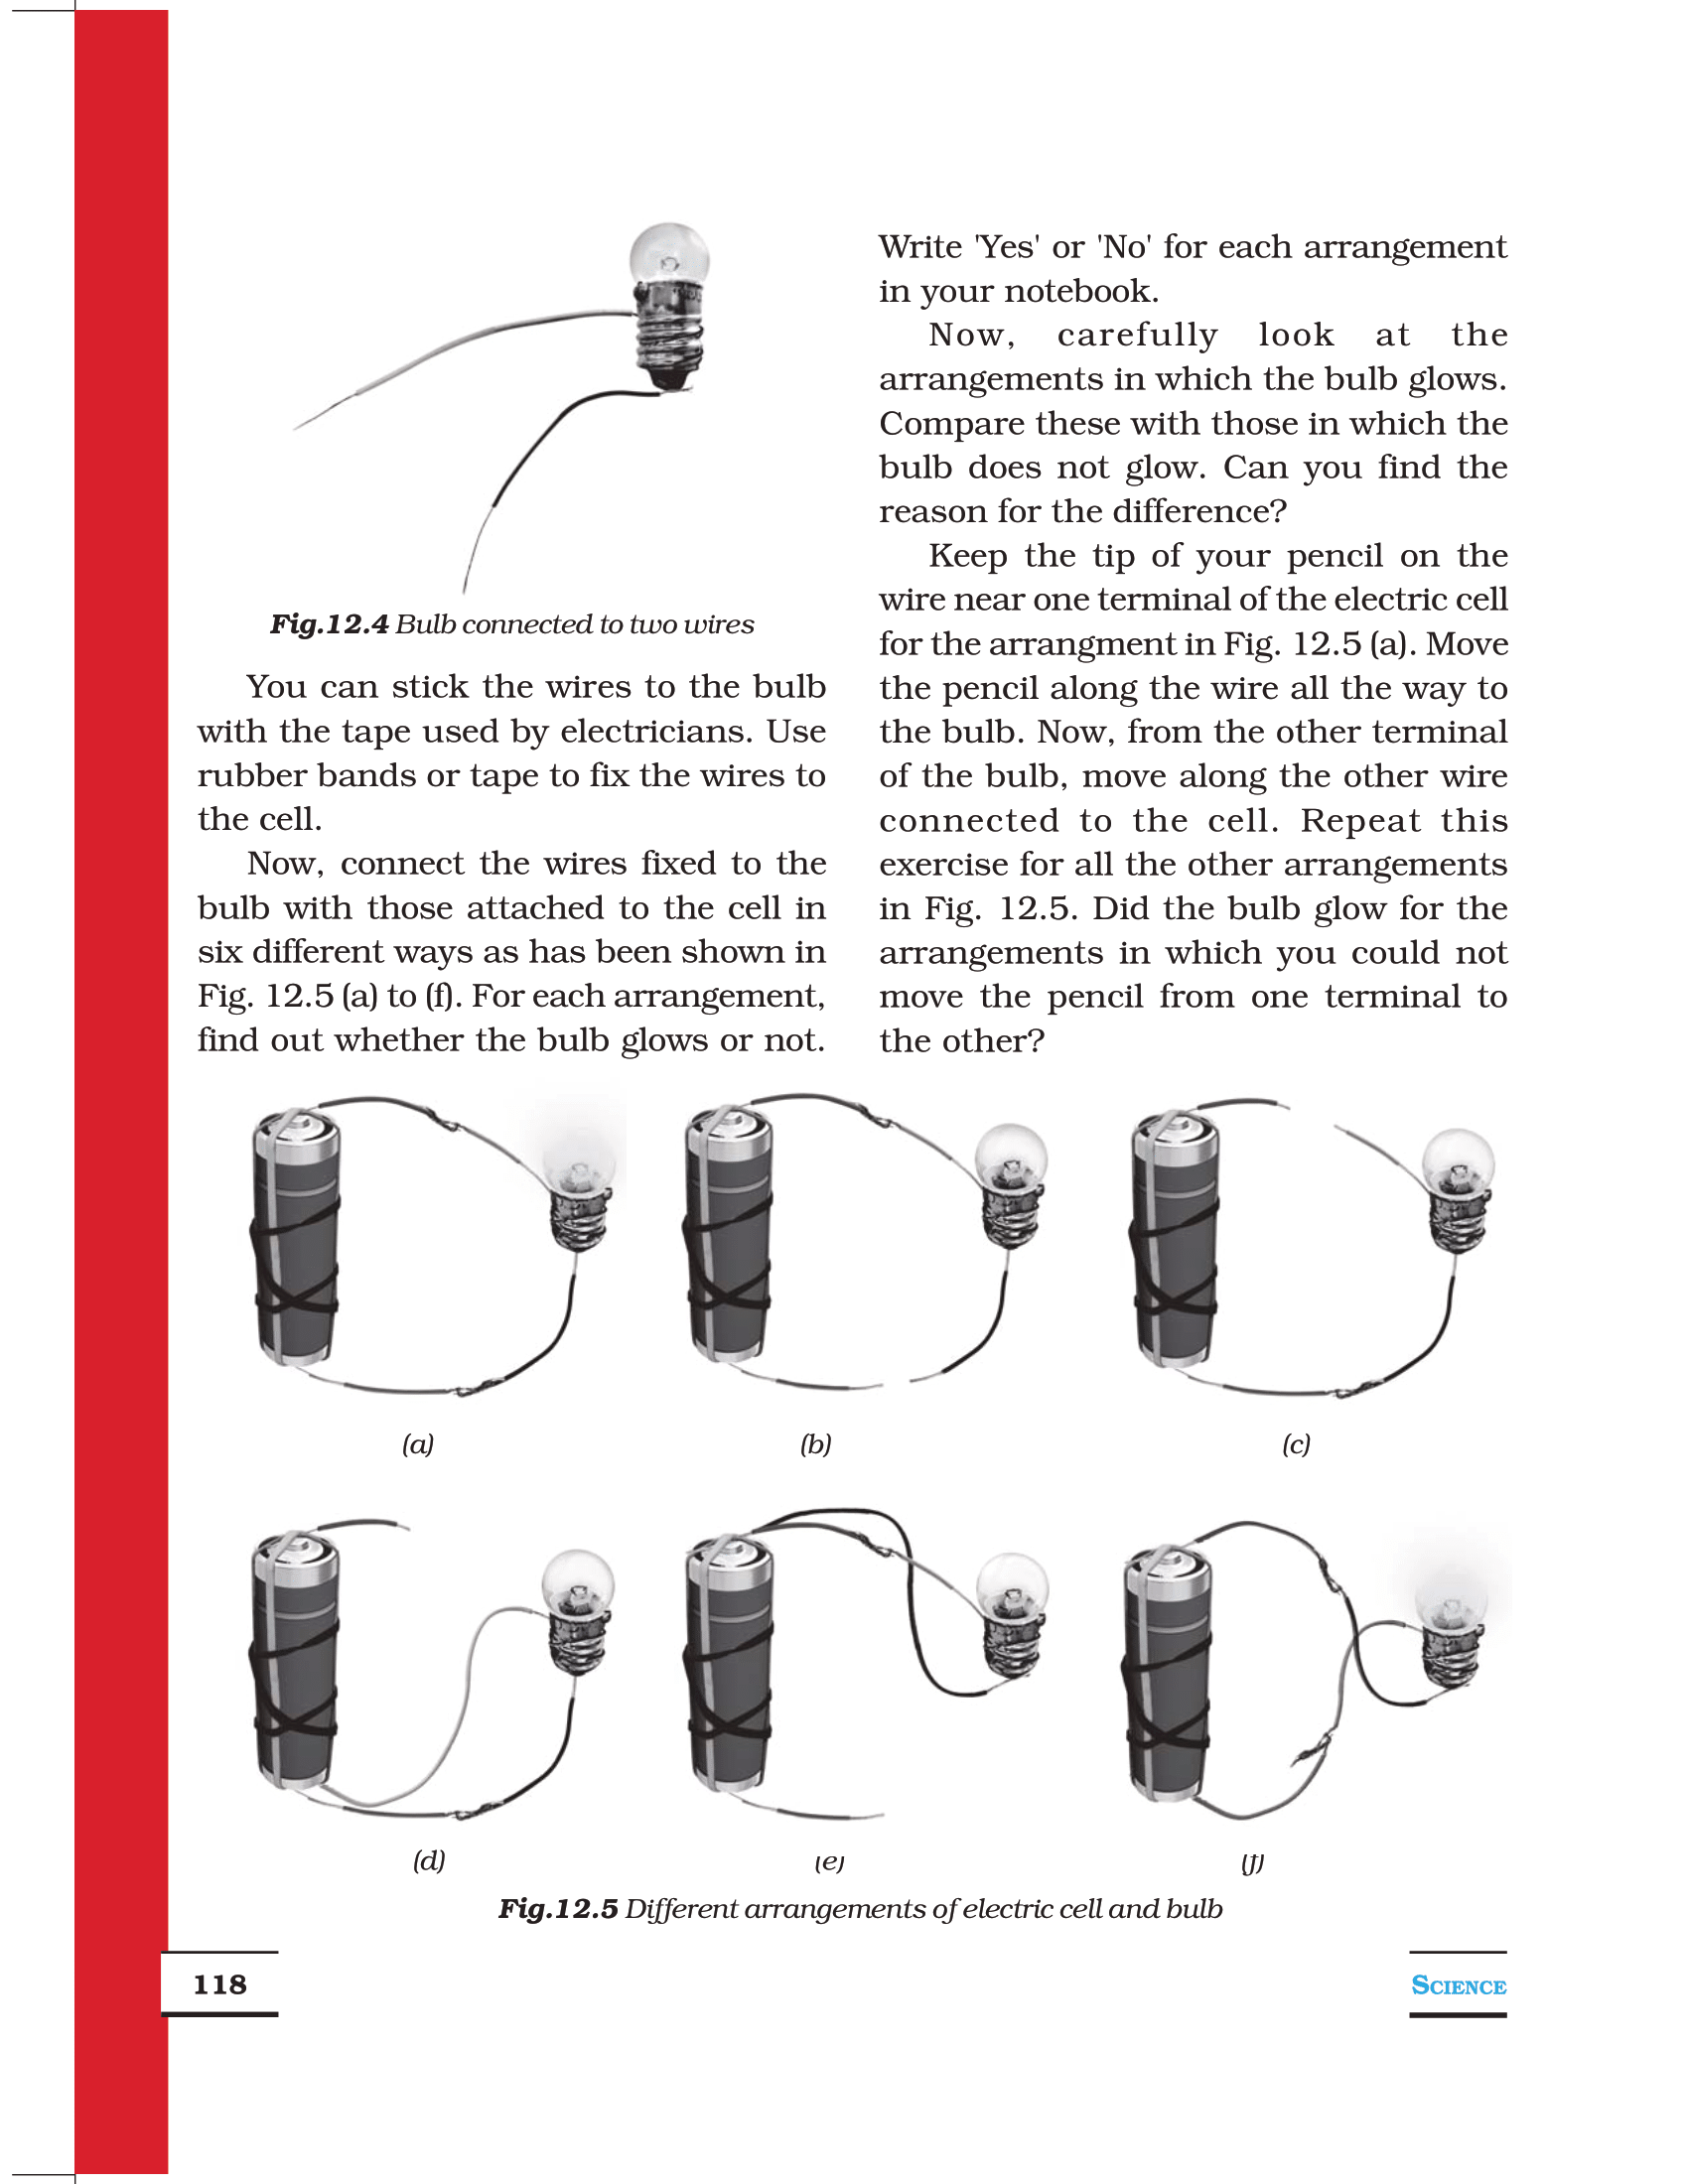 Fig.12.4 Bulb connected to two wires
You can stick the wires to the bulb
with the tape used by electricians. Use
rubber bands or tape to fix the wires to
the cell.
Now, connect the wires fixed to the
bulb with those attached to the cell in
six different ways as has been shown in
Fig. 12.5 (a) to (f). For each arrangement,
find out whether the bulb glows or not.
Write 'Yes' or 'No' for each arrangement
in your notebook.
Now, carefully look at the
arrangements in which the bulb glows.
Compare these with those in which the
bulb does not glow. Can you find the
reason for the difference?
Keep the tip of your pencil on the
wire near one terminal of the electric cell
for the arrangment in Fig. 12.5 (a). Move
the pencil along the wire all the way to
the bulb. Now, from the other terminal
of the bulb, move along the other wire
connected to the cell. Repeat this
exercise for all the other arrangements
in Fig. 12.5. Did the bulb glow for the
arrangements in which you could not
move the pencil from one terminal to
the other?
(a)
(b)
(c)
(d)
(e)
(f)
Fig.12.5 Different arrangements of electric cell and bulb
118
SCIENCE